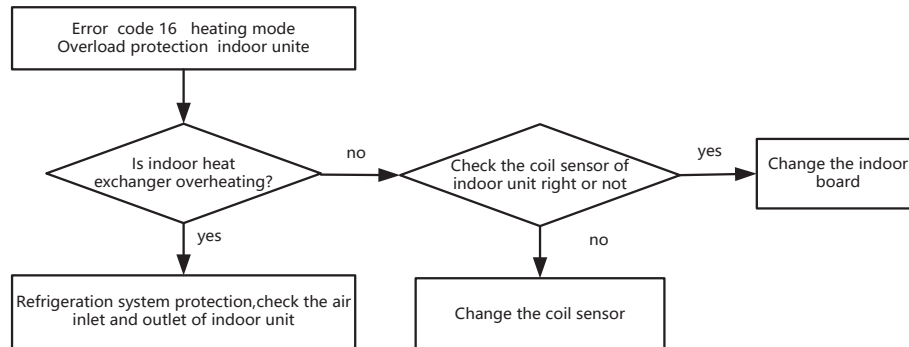 Error code 16 heating mode
Overload protection indoor unite
Is indoor heat
exchanger overheating?
no
Check the coil sensor of
indoor unit right or not
yes
Change the indoor
board
yes
no
Refrigeration system protection,check the air
inlet and outlet of indoor unit
Change the coil sensor